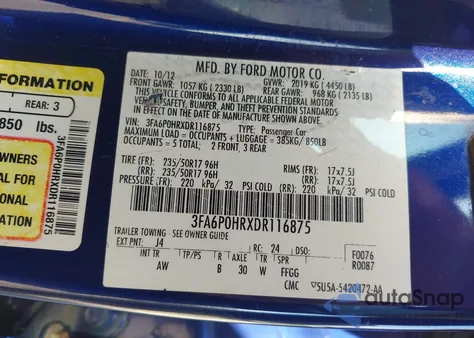 MFD. BY FORD MOTOR CO.
DATE: 10/12 GVWR: 2019 KG ( 4450 LB)
FRONT GAWR: 1057 KG ( 2330 LB) REAR GAWR: 968 KG ( 2135 LB)
THIS VEHICLE CONFORMS TO ALL APPLICABLE FEDERAL MOTOR
VEHICLE SAFETY, BUMPER, AND THEFT PREVENTION STANDARDS
IN EFFECT ON THE DATE OF MANUFACTURE SHOWN ABOVE.
VIN: 3FA6P0HRXDR116875 TYPE: Passenger Car
MAXIMUM LOAD = OCCUPANTS + LUGGAGE = 385KG/ 850LB
OCCUPANTS = 5 TOTAL; 2 FRONT, 3 REAR
TIRE (FR): 235/50R17 96H RIMS (FR): 17x7.5J
(RR): 235/50R17 96H (RR): 17x7.5J
PRESSURE (FR): 220 kPa/ 32 PSI COLD (RR): 220 kPa/ 32 PSI COLD
3FA6P0HRXDR116875
TRAILER TOWING - SEE OWNER GUIDE
EXT PNT: J4 RC: 24 DSO: F0076
R0087
INT TR TP/PS R AXLE TR SPR
AW B 30 W FFGG
CMC
▽5U5A-5420472-AA
FORMATION
REAR: 3
850 lbs.
WNERS
AL FOR
ONAL
ATION
3FA6P0HRXDR116875
autoSnap